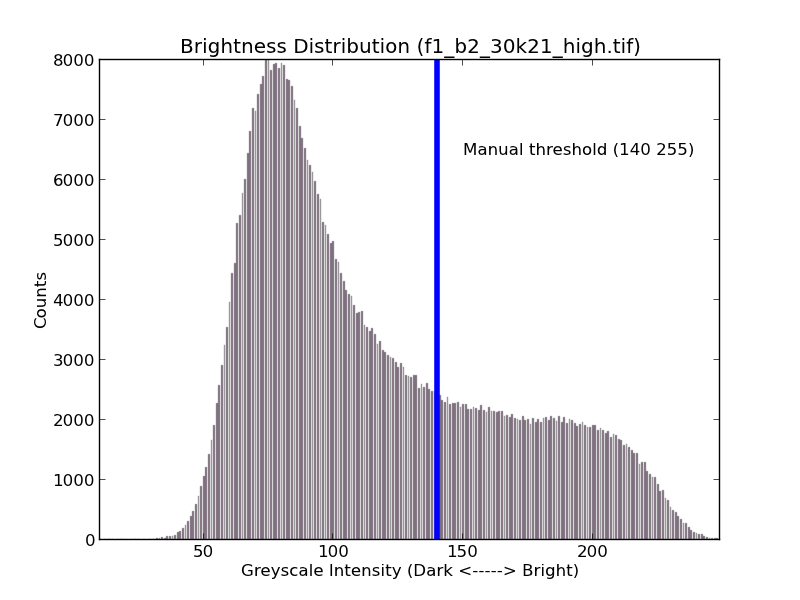 Brightness Distribution (f1_b2_30k21_high.tif)
8000
7000
6000
5000
4000
3000
2000
1000
0
Counts
Manual threshold (140 255)
50 100 150 200
Greyscale Intensity (Dark <-----> Bright)